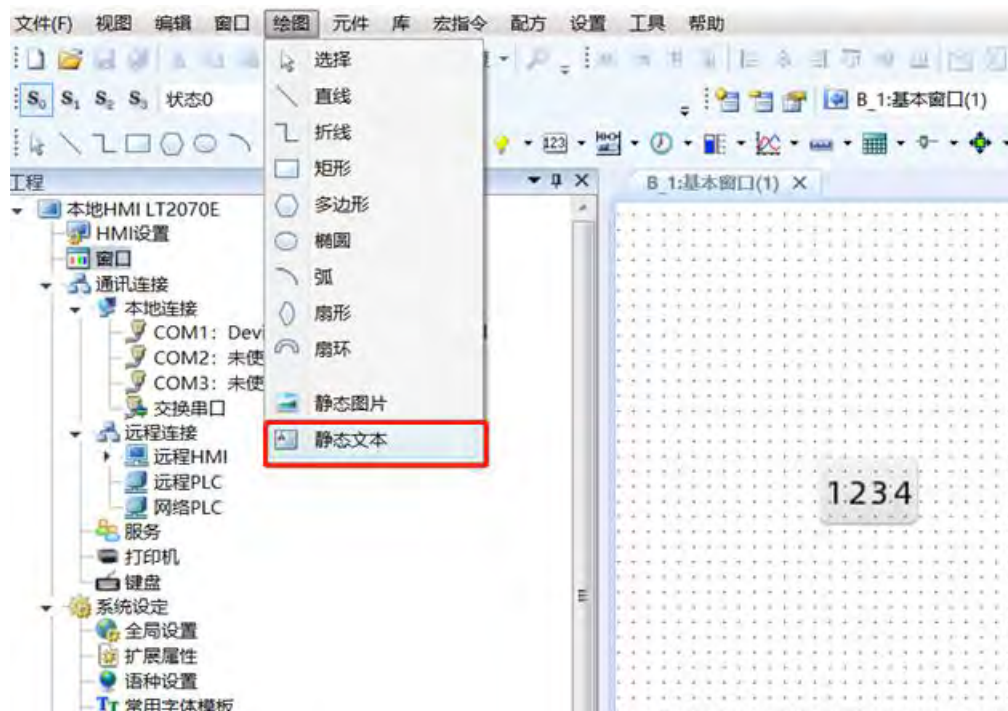 文件(F) 视图 编辑 窗口 绘图 元件 库 宏指令 配方 设置 工具 帮助
S₀ S₁ S₂ S₃ 状态0
B_1:基本窗口(1)
123
工程
B_1:基本窗口(1)
选择
直线
折线
矩形
多边形
椭圆
弧
扇形
扇环
静态图片
静态文本
本地HMI LT2070E
HMI设置
窗口
通讯连接
本地连接
COM1: Devi
COM2: 未使
COM3: 未使
交换串口
远程连接
远程HMI
远程PLC
网络PLC
服务
打印机
键盘
系统设定
全局设置
扩展属性
语种设置
常用字体模板
1234